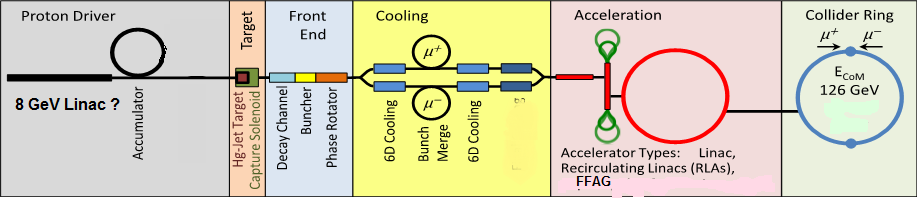 Proton Driver
8 GeV Linac ?
Accumulator
Target
Hg-Jet Target
Capture Solenoid
Front
End
Decay Channel
Buncher
Phase Rotator
Cooling
μ+
μ−
6D Cooling
Bunch
Merge
6D Cooling
Acceleration
Accelerator Types: Linac,
Recirculating Linacs (RLAs),
FFAG
Collider Ring
μ+ μ−
ECoM
126 GeV